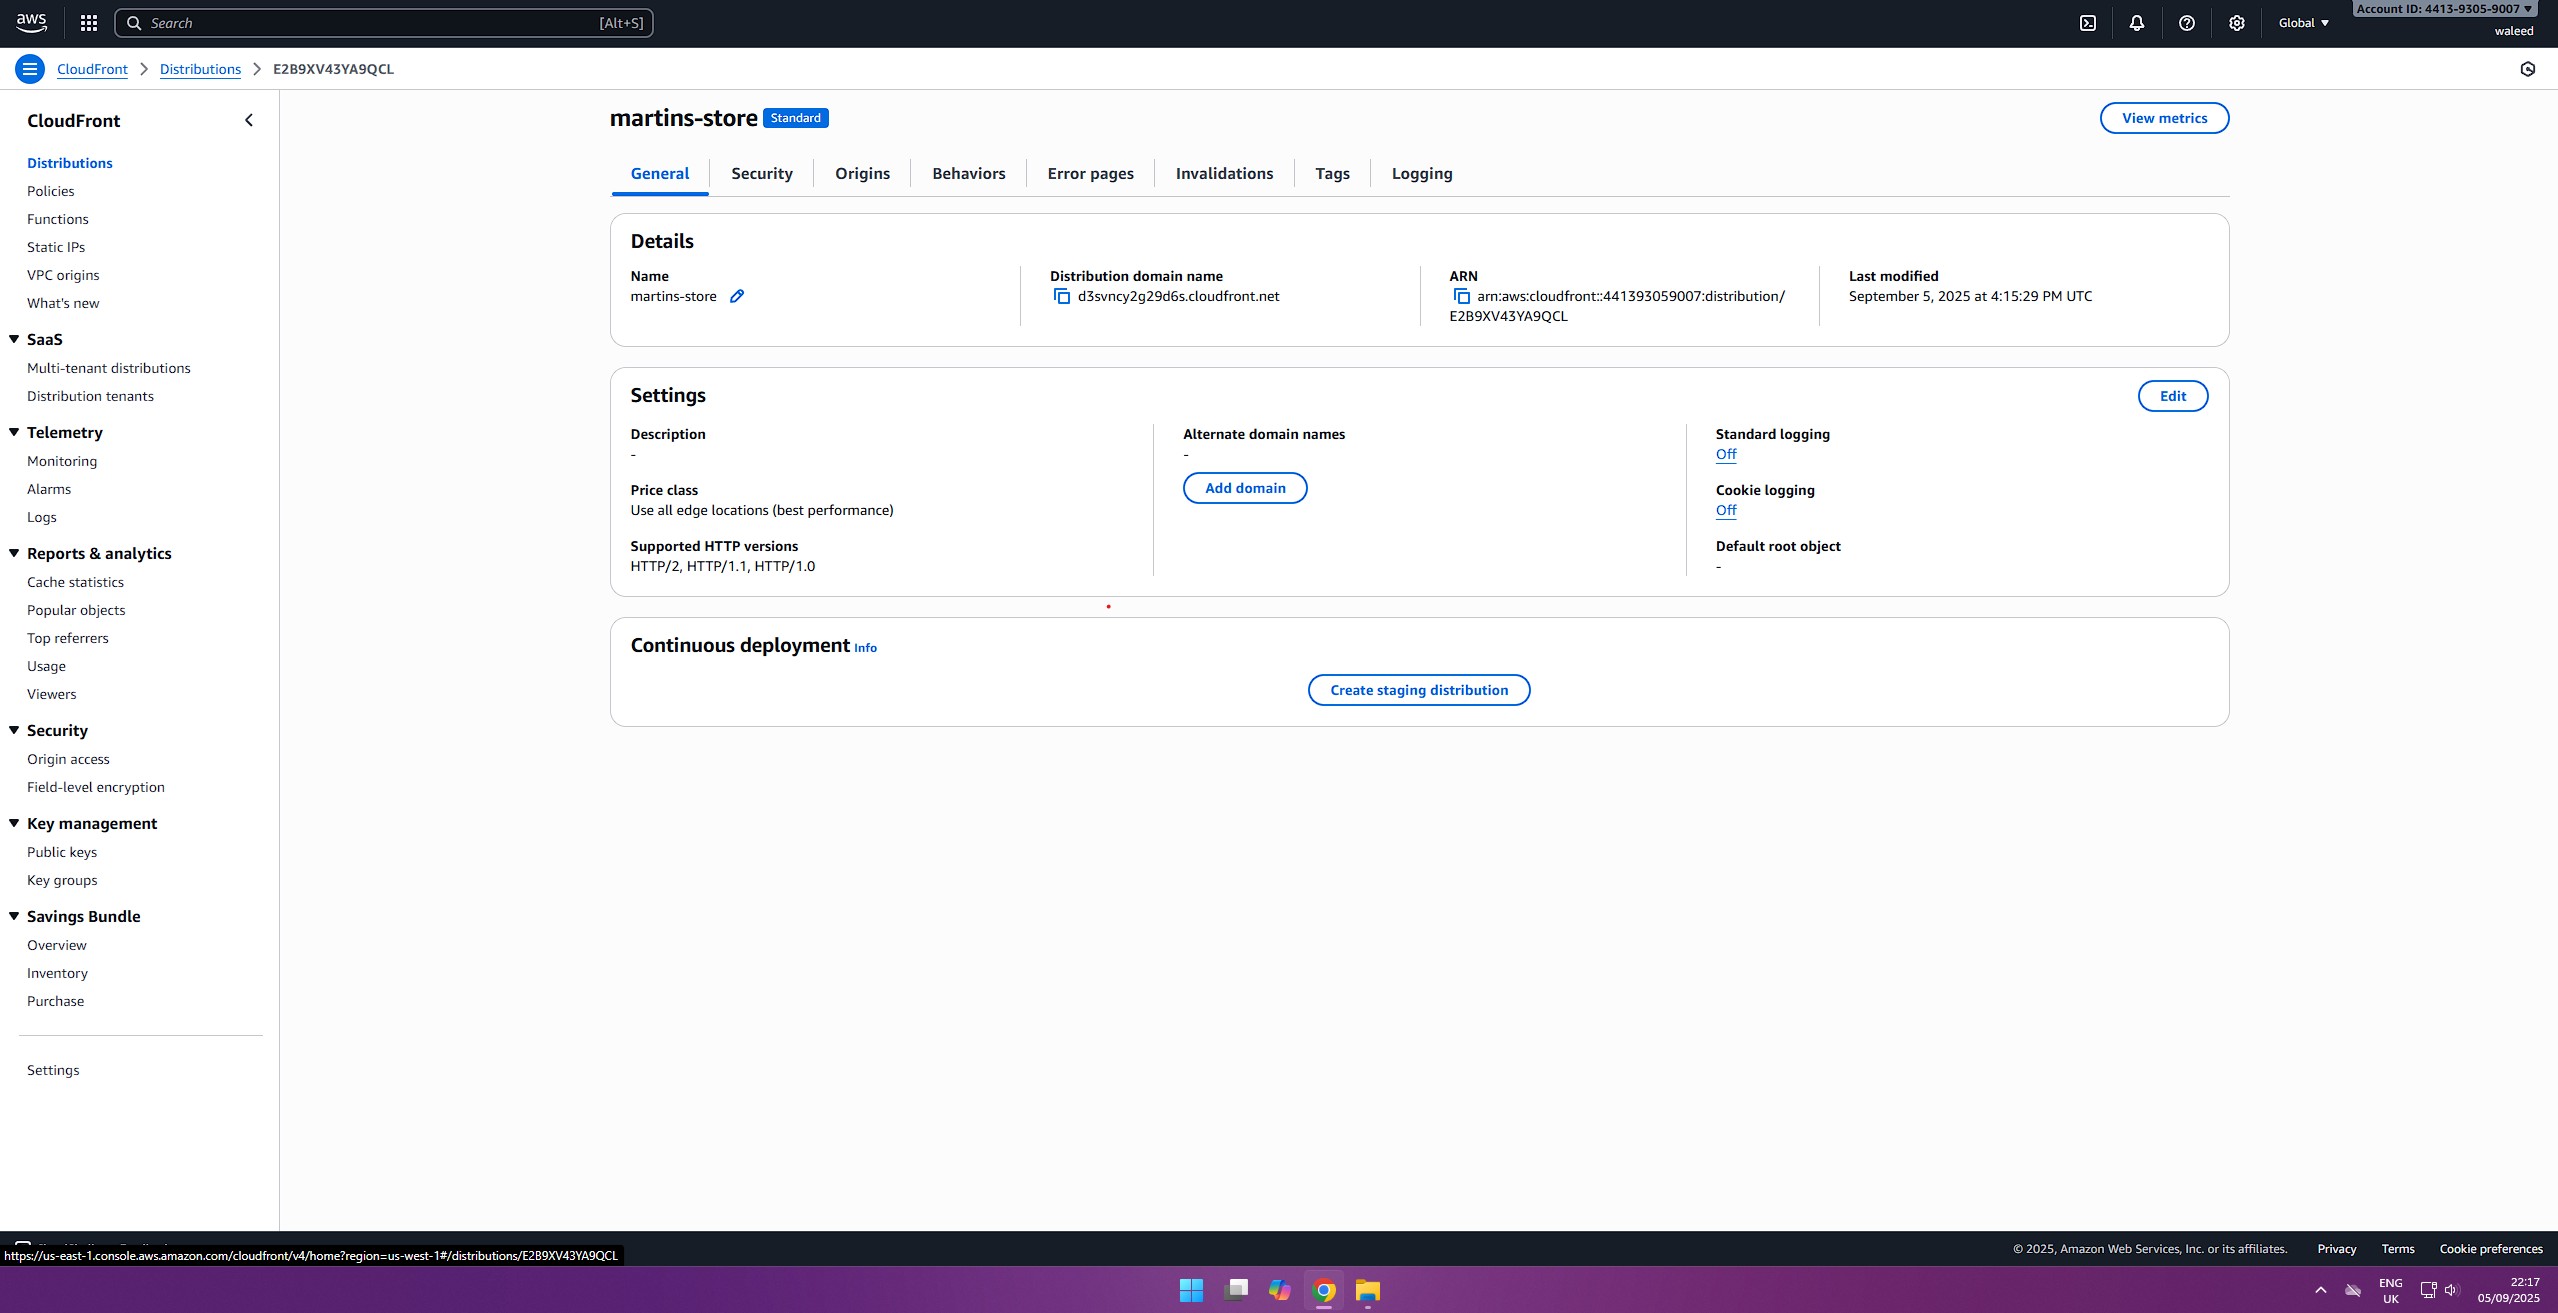 aws
Search [Alt+S]
Global
Account ID: 4413-9305-9007
waleed
CloudFront
Distributions
E2B9XV43YA9QCL
CloudFront
Distributions
Policies
Functions
Static IPs
VPC origins
What's new
SaaS
Multi-tenant distributions
Distribution tenants
Telemetry
Monitoring
Alarms
Logs
Reports & analytics
Cache statistics
Popular objects
Top referrers
Usage
Viewers
Security
Origin access
Field-level encryption
Key management
Public keys
Key groups
Savings Bundle
Overview
Inventory
Purchase
Settings
martins-store Standard
View metrics
General Security Origins Behaviors Error pages Invalidations Tags Logging
Details
Name
martins-store
Distribution domain name
d3svncy2g29d6s.cloudfront.net
ARN
arn:aws:cloudfront::441393059007:distribution/
E2B9XV43YA9QCL
Last modified
September 5, 2025 at 4:15:29 PM UTC
Settings
Edit
Description
-
Price class
Use all edge locations (best performance)
Supported HTTP versions
HTTP/2, HTTP/1.1, HTTP/1.0
Alternate domain names
-
Add domain
Standard logging
Off
Cookie logging
Off
Default root object
-
Continuous deployment Info
Create staging distribution
https://us-east-1.console.aws.amazon.com/cloudfront/v4/home?region=us-west-1#/distributions/E2B9XV43YA9QCL
© 2025, Amazon Web Services, Inc. or its affiliates. Privacy Terms Cookie preferences
ENG
UK
22:17
05/09/2025